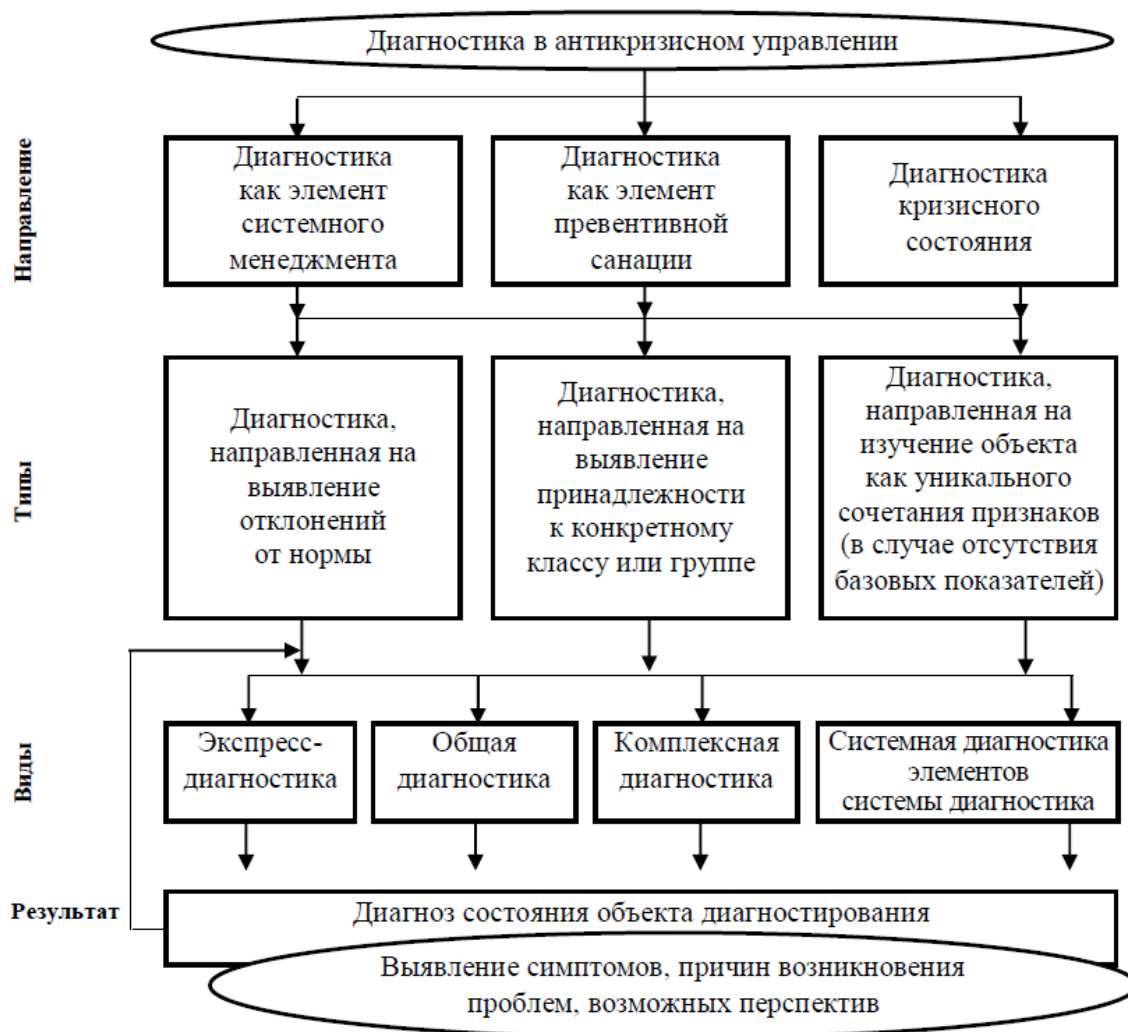 Диагностика в антикризисном управлении
Направление
Диагностика
как элемент
системного
менеджмента
Диагностика
как элемент
превентивной
санации
Диагностика
кризисного
состояния
Типы
Диагностика,
направленная на
выявление
отклонений
от нормы
Диагностика,
направленная на
выявление
принадлежности
к конкретному
классу или группе
Диагностика,
направленная на
изучение объекта
как уникального
сочетания признаков
(в случае отсутствия
базовых показателей)
Виды
Экспресс-
диагностика
Общая
диагностика
Комплексная
диагностика
Системная диагностика
элементов
системы диагностика
Результат
Диагноз состояния объекта диагностирования
Выявление симптомов, причин возникновения
проблем, возможных перспектив